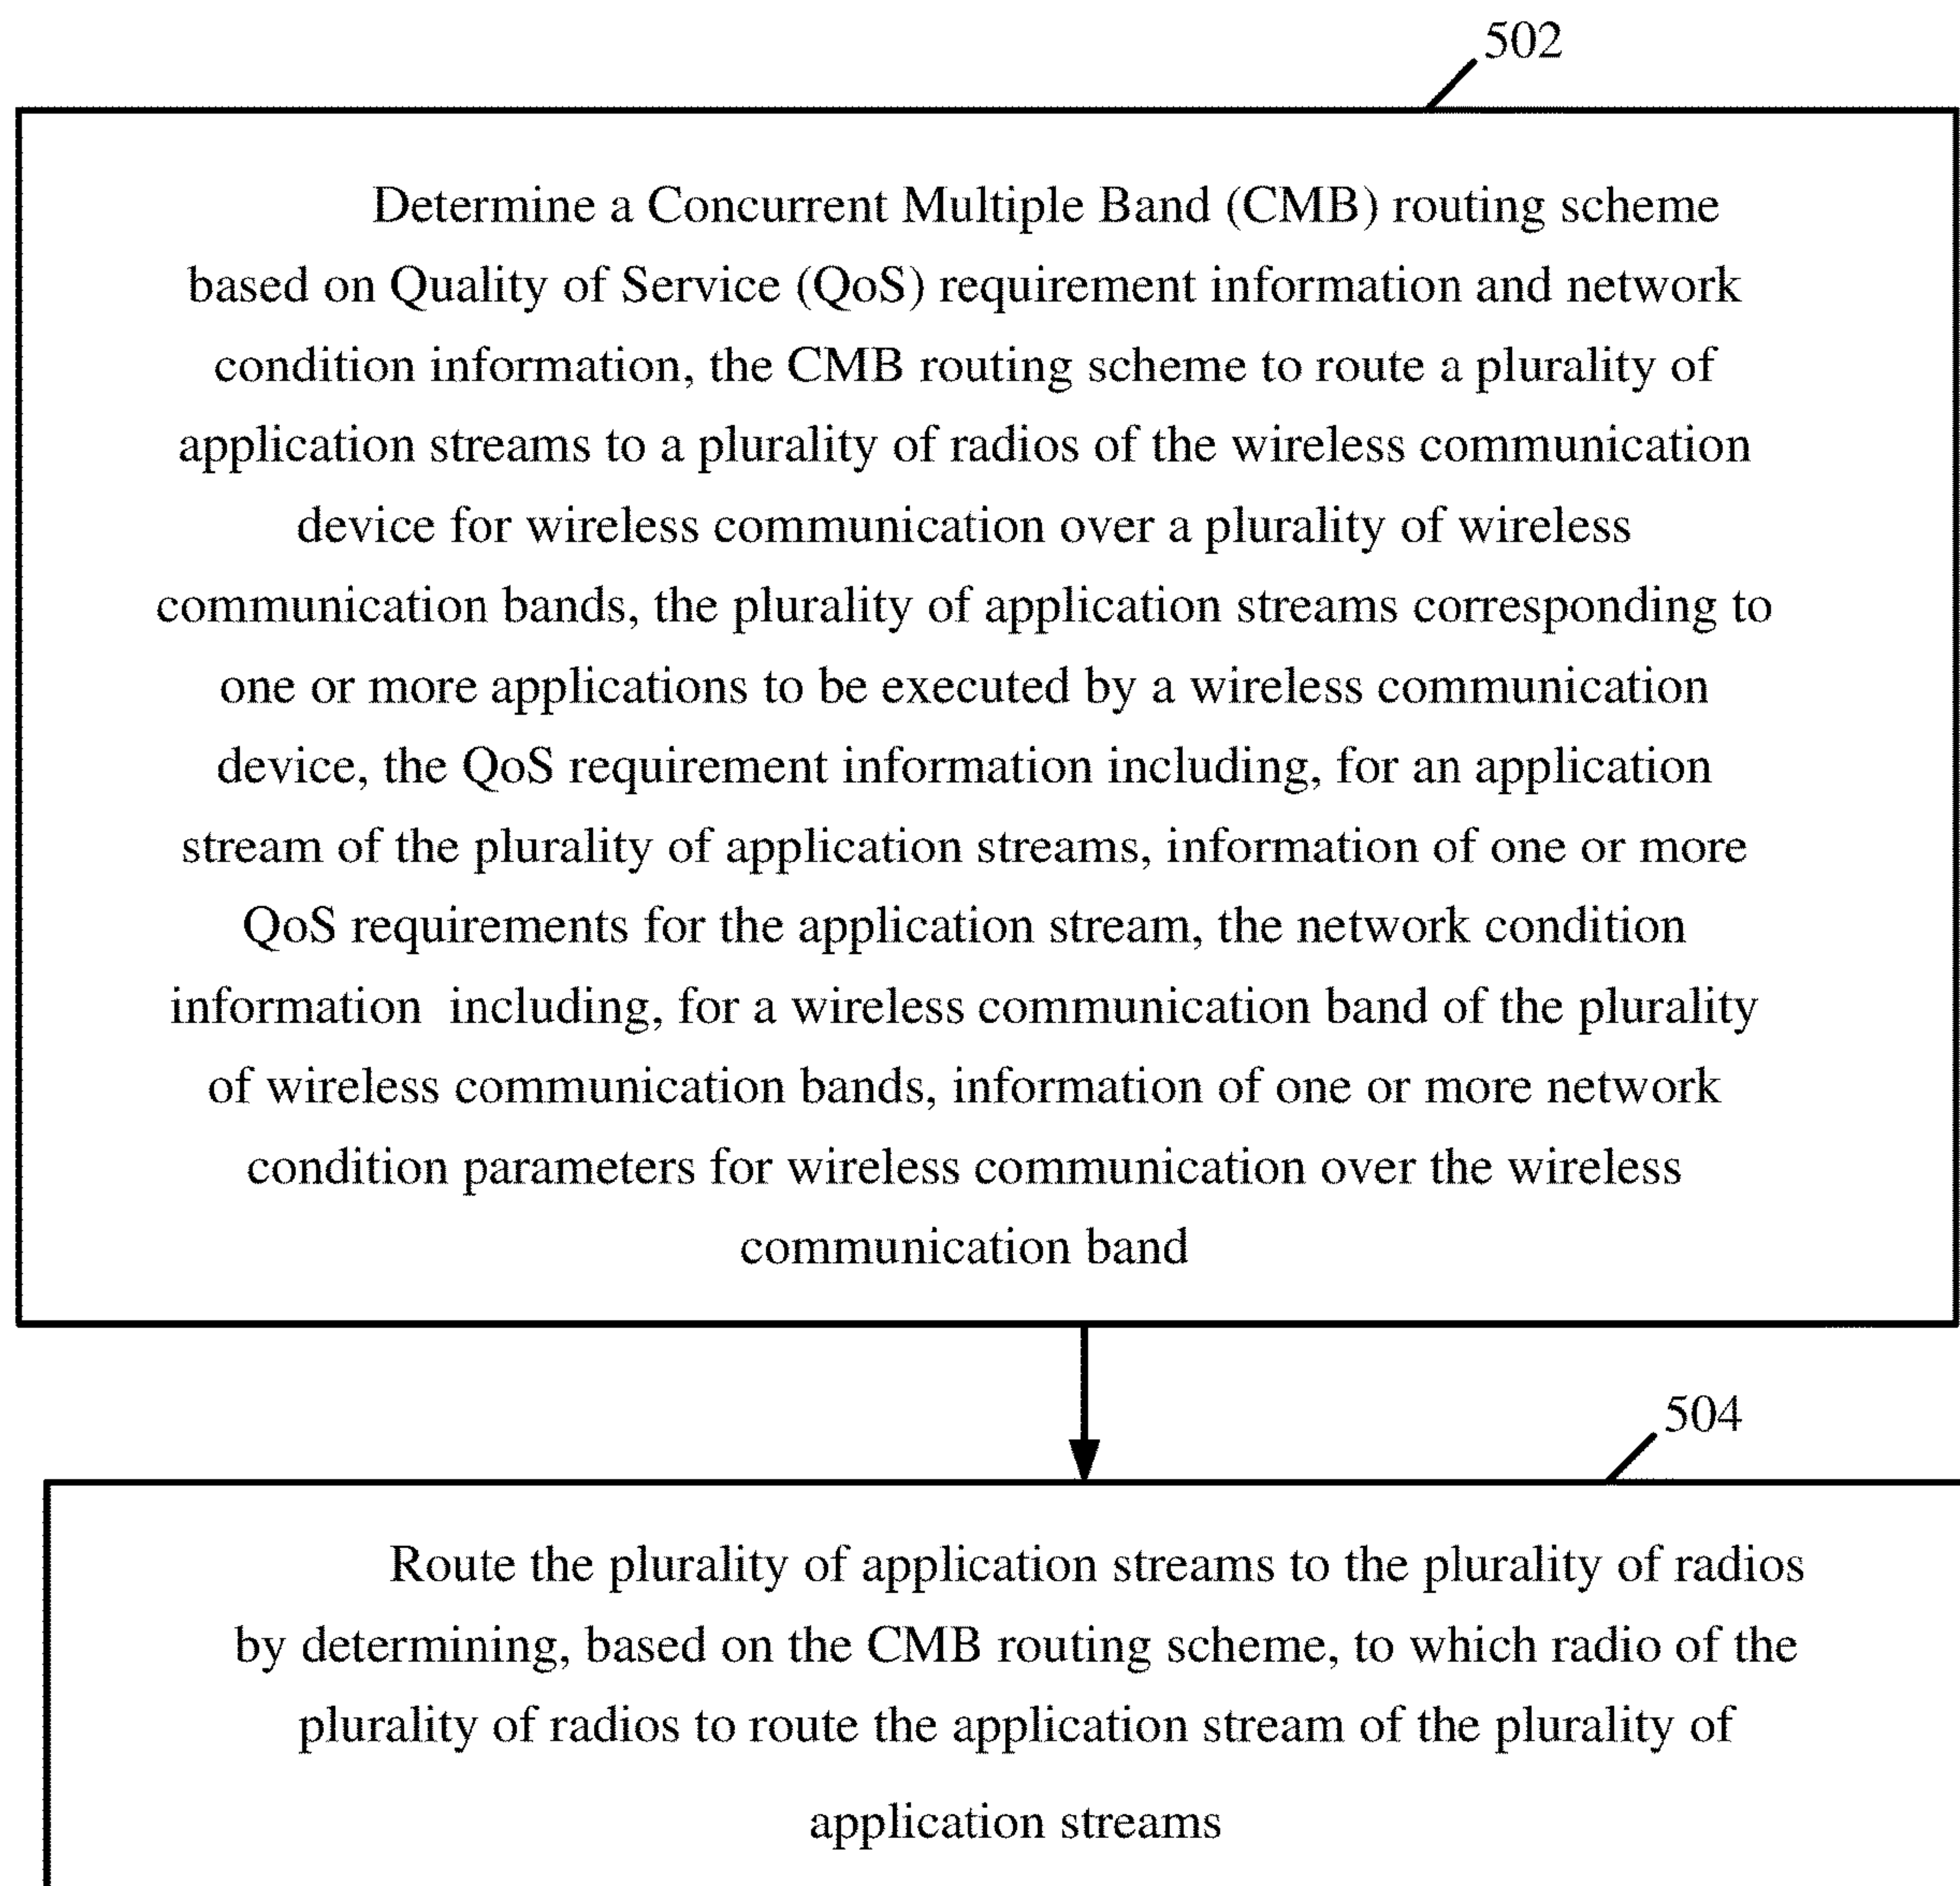 502
Determine a Concurrent Multiple Band (CMB) routing scheme
based on Quality of Service (QoS) requirement information and network
condition information, the CMB routing scheme to route a plurality of
application streams to a plurality of radios of the wireless communication
device for wireless communication over a plurality of wireless
communication bands, the plurality of application streams corresponding to
one or more applications to be executed by a wireless communication
device, the QoS requirement information including, for an application
stream of the plurality of application streams, information of one or more
QoS requirements for the application stream, the network condition
information including, for a wireless communication band of the plurality
of wireless communication bands, information of one or more network
condition parameters for wireless communication over the wireless
communication band
504
Route the plurality of application streams to the plurality of radios
by determining, based on the CMB routing scheme, to which radio of the
plurality of radios to route the application stream of the plurality of
application streams